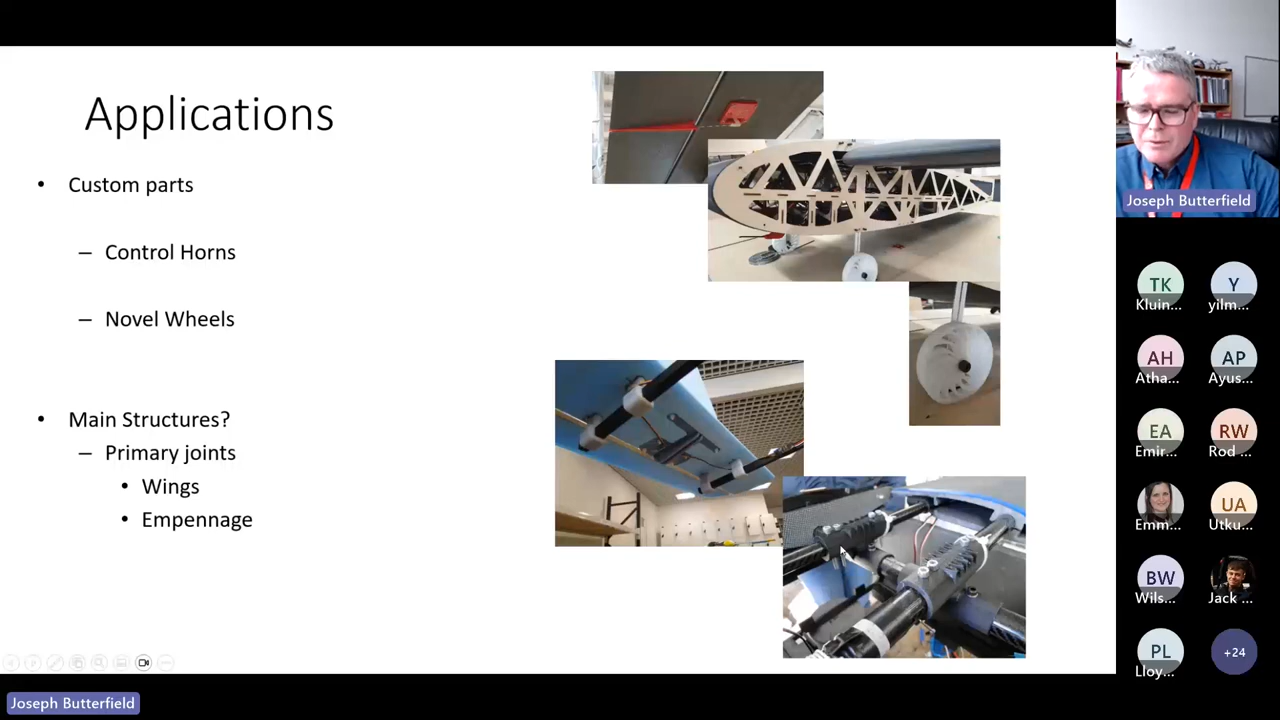 Applications
• Custom parts
– Control Horns
– Novel Wheels
• Main Structures?
– Primary joints
• Wings
• Empennage
Joseph Butterfield
TK
Kluin...
Y
yilm...
AH
Atha...
AP
Ayus...
EA
Emir...
RW
Rod ...
Emm...
UA
Utku...
BW
Wils...
Jack ...
PL
Lloy...
+24
Joseph Butterfield